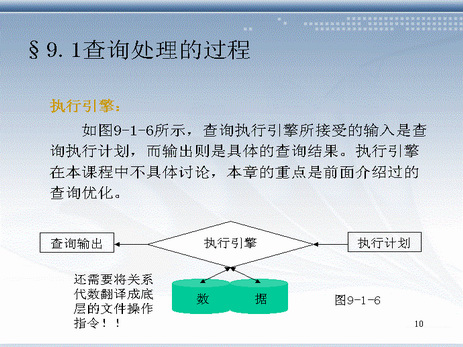 §9.1查询处理的过程
执行引擎：
如图9-1-6所示，查询执行引擎所接受的输入是查
询执行计划，而输出则是具体的查询结果。执行引擎
在本课程中不具体讨论，本章的重点是前面介绍过的
查询优化。
查询输出
执行引擎
执行计划
还需要将关系
代数翻译成底
层的文件操作
指令！！
数
据
图9-1-6
10